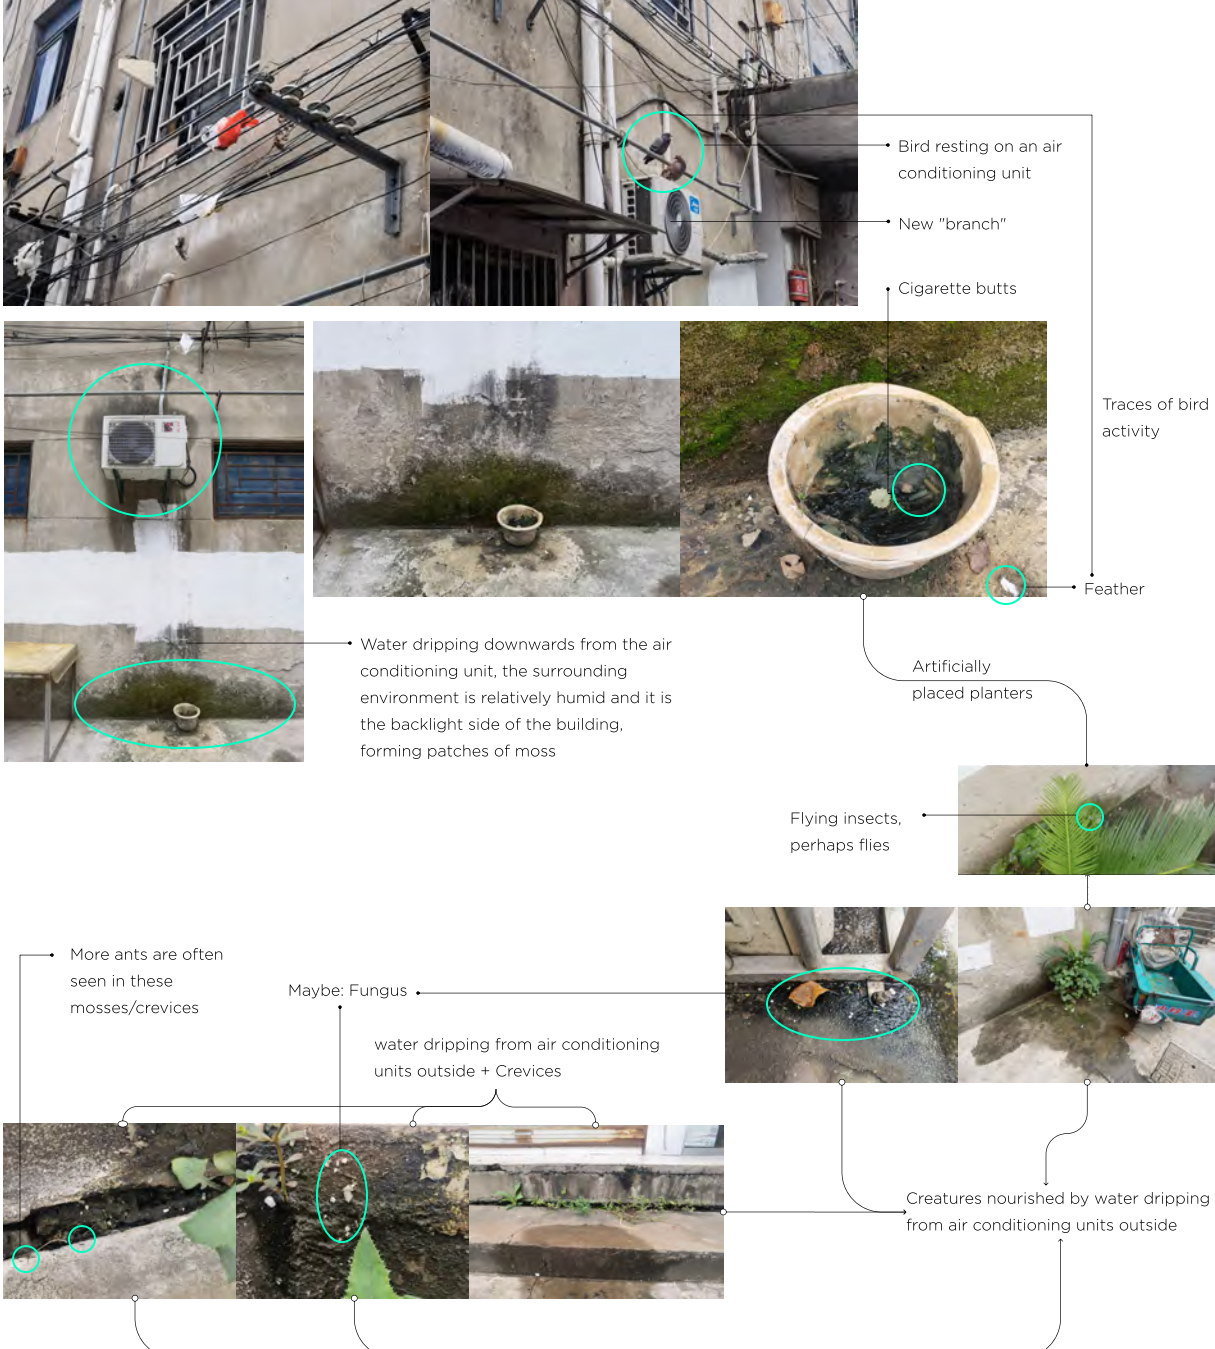 Bird resting on an air
conditioning unit
New "branch"
Cigarette butts
Traces of bird
activity
Feather
Water dripping downwards from the air
conditioning unit, the surrounding
environment is relatively humid and it is
the backlight side of the building,
forming patches of moss
Artificially
placed planters
Flying insects,
perhaps flies
More ants are often
seen in these
mosses/crevices
Maybe: Fungus
water dripping from air conditioning
units outside + Crevices
Creatures nourished by water dripping
from air conditioning units outside